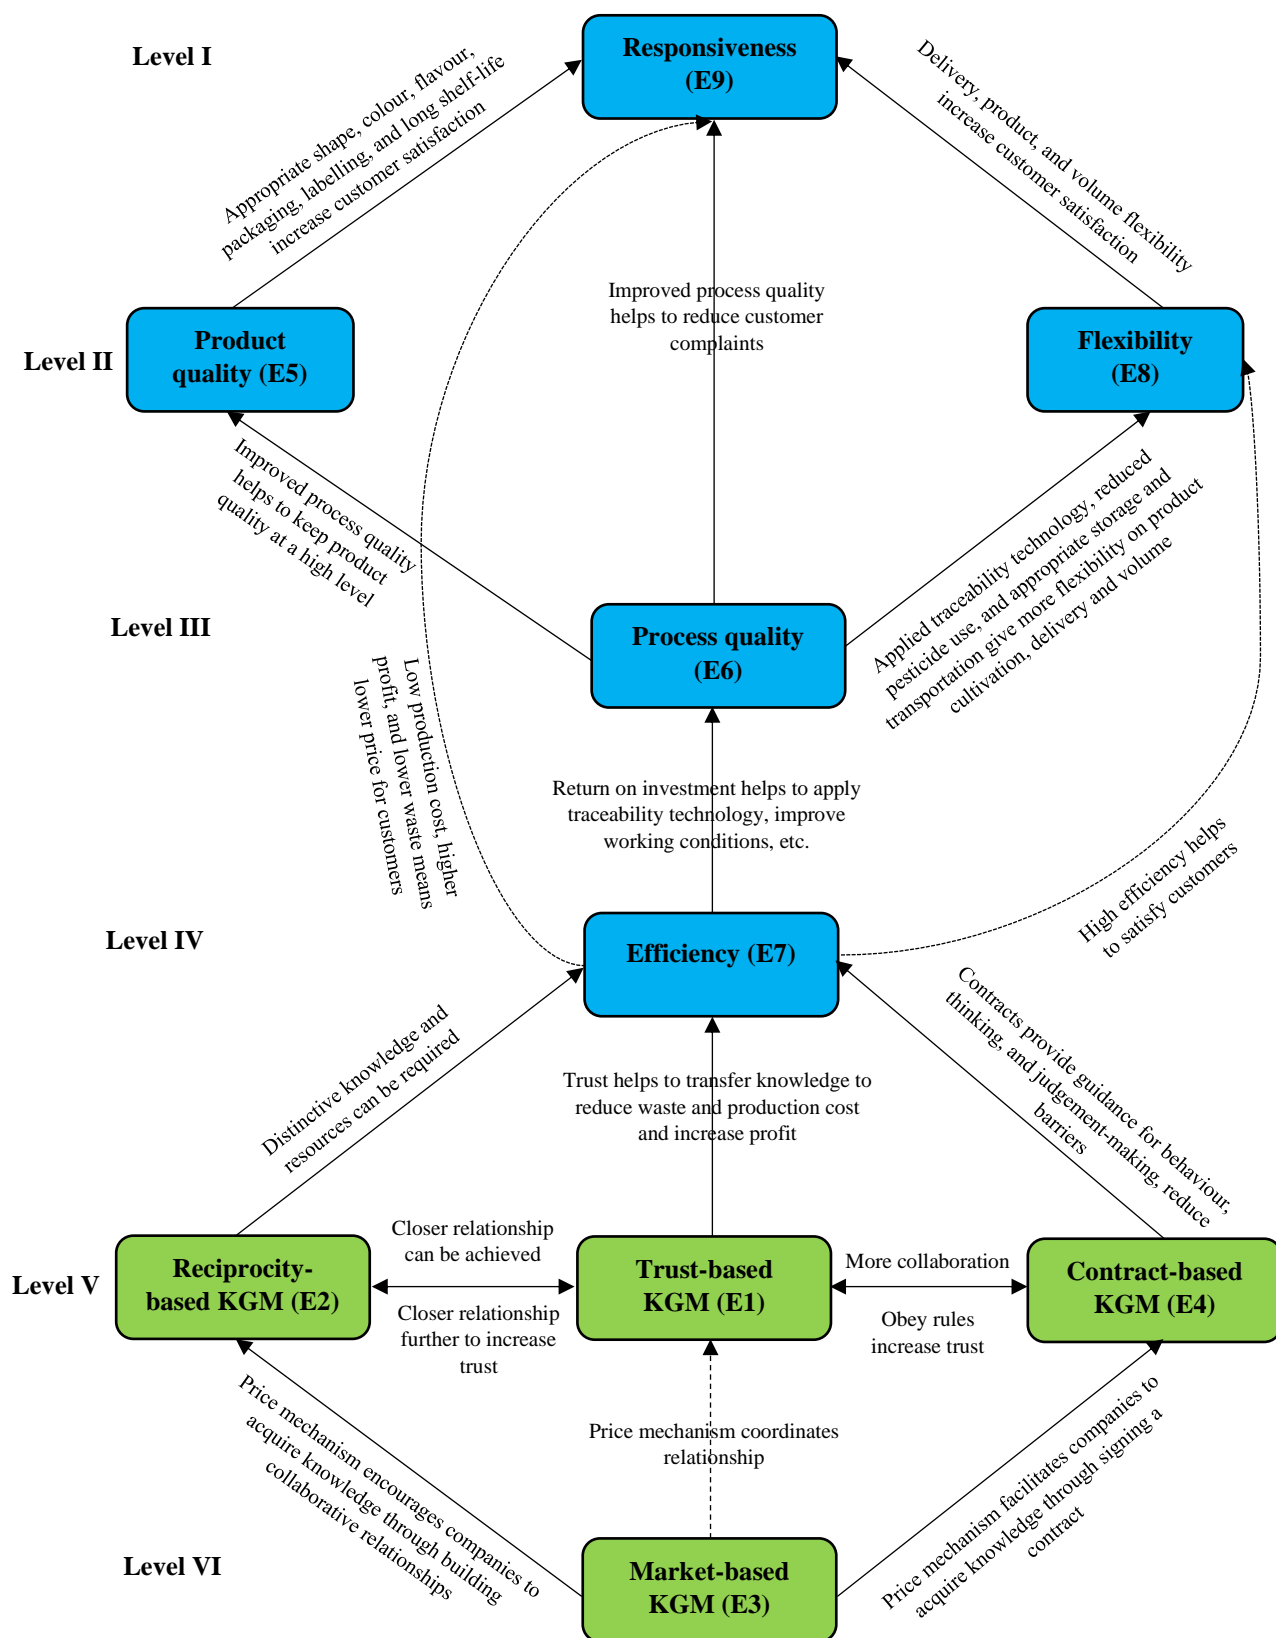 Level I
Responsiveness
(E9)
Appropriate shape, colour, flavour,
packaging, labelling, and long shelf-life
increase customer satisfaction
Delivery, product, and volume flexibility
increase customer satisfaction
Improved process quality
helps to reduce customer
complaints
Level II
Product
quality (E5)
Flexibility
(E8)
Improved process quality
helps to keep product
quality at a high level
Applied traceability technology, reduced
pesticide use, and appropriate storage and
transportation give more flexibility on product
cultivation, delivery and volume
Level III
Process quality
(E6)
Low production cost, higher
profit, and lower waste means
lower price for customers
Return on investment helps to apply
traceability technology, improve
working conditions, etc.
High efficiency helps
to satisfy customers
Level IV
Efficiency (E7)
Distinctive knowledge and
resources can be required
Trust helps to transfer knowledge to
reduce waste and production cost
and increase profit
Contracts provide guidance for behaviour,
thinking, and judgement-making, reduce
barriers
Level V
Reciprocity-
based KGM (E2)
Closer relationship
can be achieved
Closer relationship
further to increase
trust
Trust-based
KGM (E1)
More collaboration
Obey rules
increase trust
Contract-based
KGM (E4)
Price mechanism encourages companies to
acquire knowledge through building
collaborative relationships
Price mechanism coordinates
relationship
Price mechanism facilitates companies to
acquire knowledge through signing a
contract
Level VI
Market-based
KGM (E3)